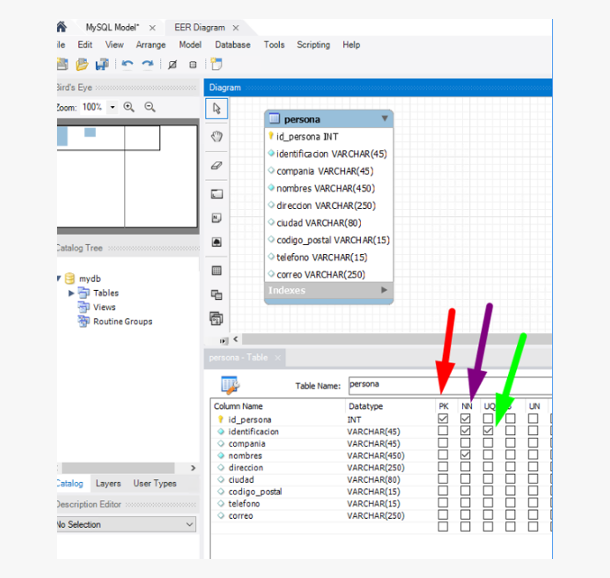 MySQL Model* × EER Diagram ×
ile Edit View Arrange Model Database Tools Scripting Help
Bird's Eye
Zoom: 100%
Diagram
persona
id_persona INT
identificacion VARCHAR(45)
compania VARCHAR(45)
nombres VARCHAR(450)
direccion VARCHAR(250)
ciudad VARCHAR(80)
codigo_postal VARCHAR(15)
telefono VARCHAR(15)
correo VARCHAR(250)
Indexes
Catalog Tree
mydb
Tables
Views
Routine Groups
Catalog Layers User Types
Description Editor
No Selection
persona - Table ×
Table Name: persona
Column Name Datatype PK NN UQ UN
id_persona INT
identificacion VARCHAR(45)
compania VARCHAR(45)
nombres VARCHAR(450)
direccion VARCHAR(250)
ciudad VARCHAR(80)
codigo_postal VARCHAR(15)
telefono VARCHAR(15)
correo VARCHAR(250)